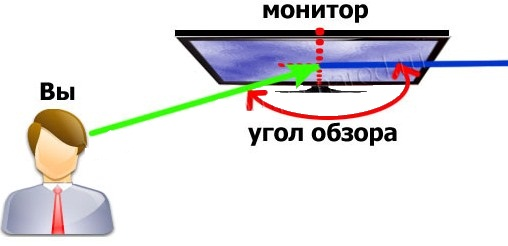 монитор
Вы
угол обзора